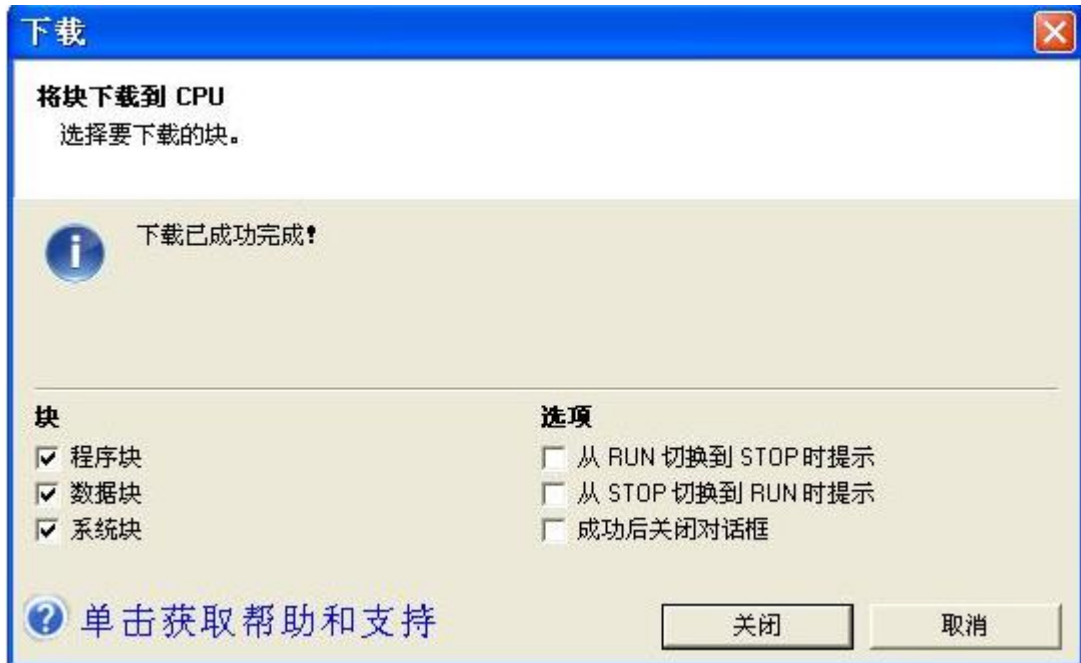 下载
将块下载到 CPU
选择要下载的块。
下载已成功完成!
块
程序块
数据块
系统块
选项
从 RUN 切换到 STOP 时提示
从 STOP 切换到 RUN 时提示
成功后关闭对话框
单击获取帮助和支持
关闭
取消